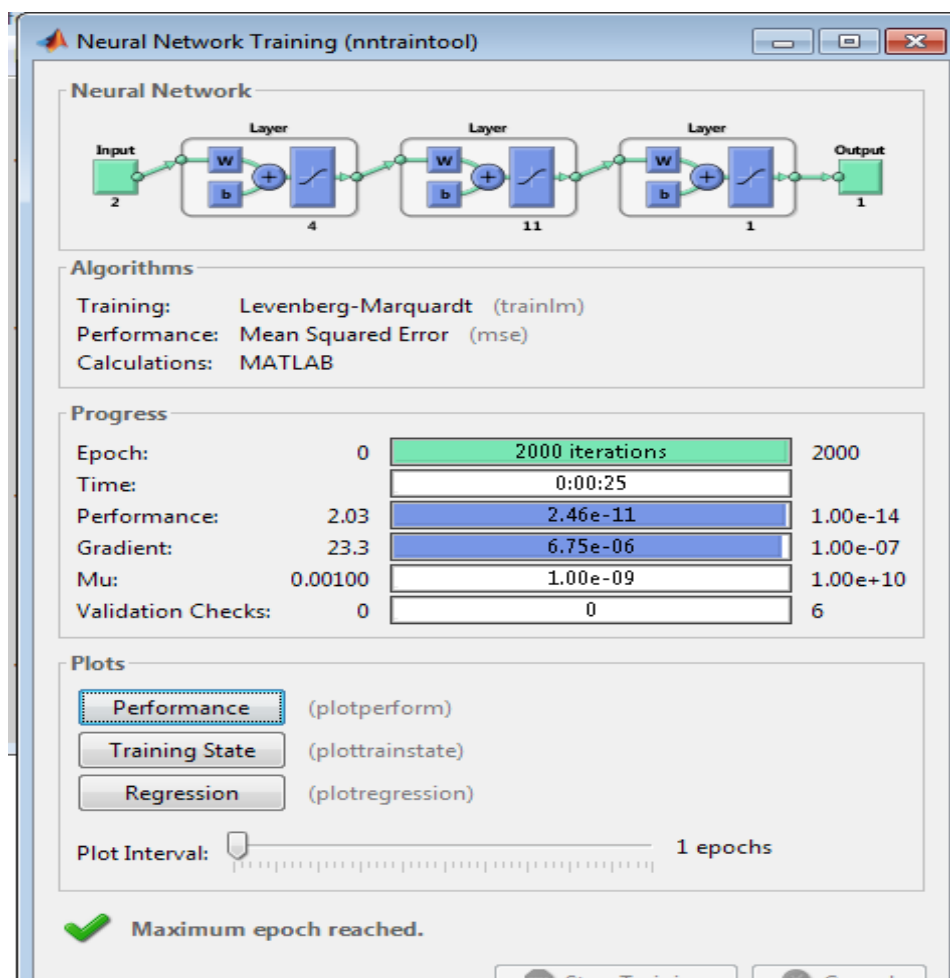 Neural Network Training (nntraintool)
Neural Network
Layer Layer Layer
Input Output
W W W
b b b
2 4 11 1 1
Algorithms
Training: Levenberg-Marquardt (trainlm)
Performance: Mean Squared Error (mse)
Calculations: MATLAB
Progress
Epoch: 0 2000 iterations 2000
Time: 0:00:25
Performance: 2.03 2.46e-11 1.00e-14
Gradient: 23.3 6.75e-06 1.00e-07
Mu: 0.00100 1.00e-09 1.00e+10
Validation Checks: 0 0 6
Plots
Performance (plotperform)
Training State (plottrainstate)
Regression (plotregression)
Plot Interval: 1 epochs
Maximum epoch reached.